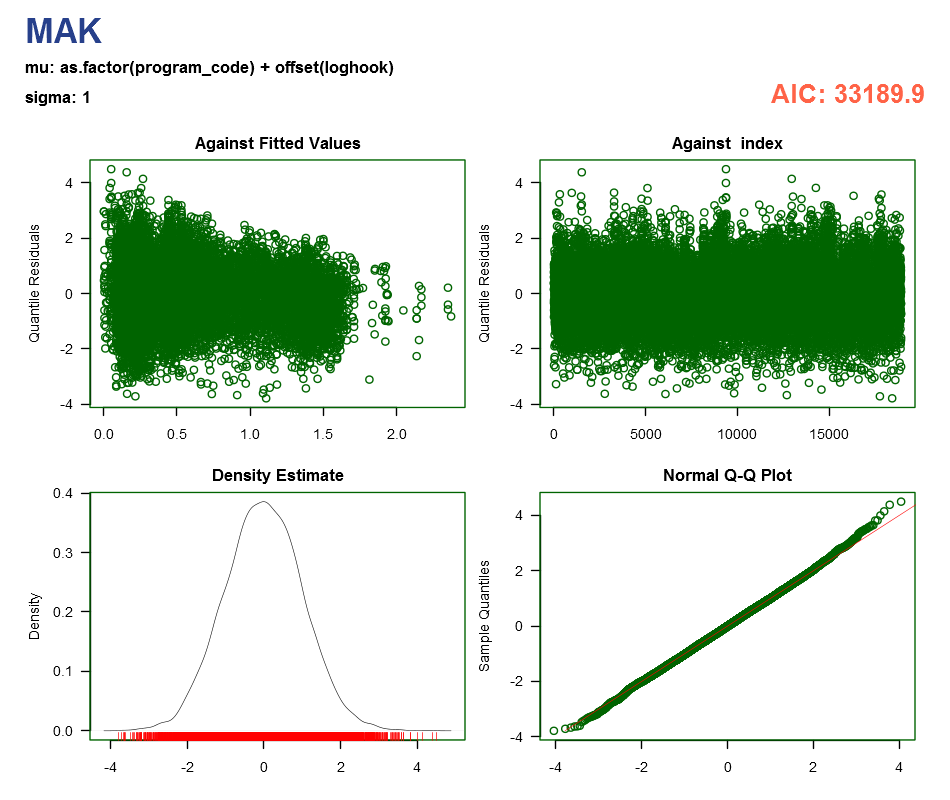 MAK
mu: as.factor(program_code) + offset(loghook)
sigma: 1
AIC: 33189.9
Against Fitted Values
Quantile Residuals
4
2
0
-2
-4
0.0 0.5 1.0 1.5 2.0
Against index
Quantile Residuals
4
2
0
-2
-4
0 5000 10000 15000
Density Estimate
Density
0.4
0.3
0.2
0.1
0.0
-4 -2 0 2 4
Normal Q-Q Plot
Sample Quantiles
4
2
0
-2
-4
-4 -2 0 2 4